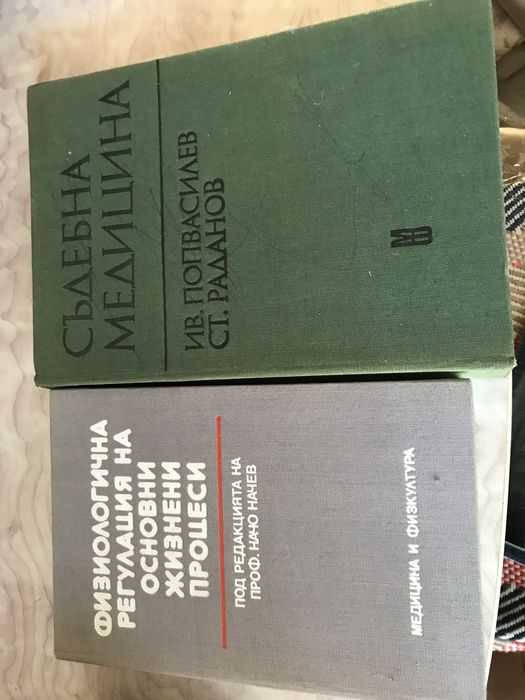 СЪДЕБНА
МЕДИЦИНА
ИВ. ПОПВАСИЛЕВ
СТ. РАДАНОВ
ФИЗИОЛОГИЧНА
РЕГУЛАЦИЯ НА
ОСНОВНИ
ЖИЗНЕНИ
ПРОЦЕСИ
ПОД РЕДАКЦИЯТА НА
ПРОФ. НАЧО НАЧЕВ
МЕДИЦИНА И ФИЗКУЛТУРА